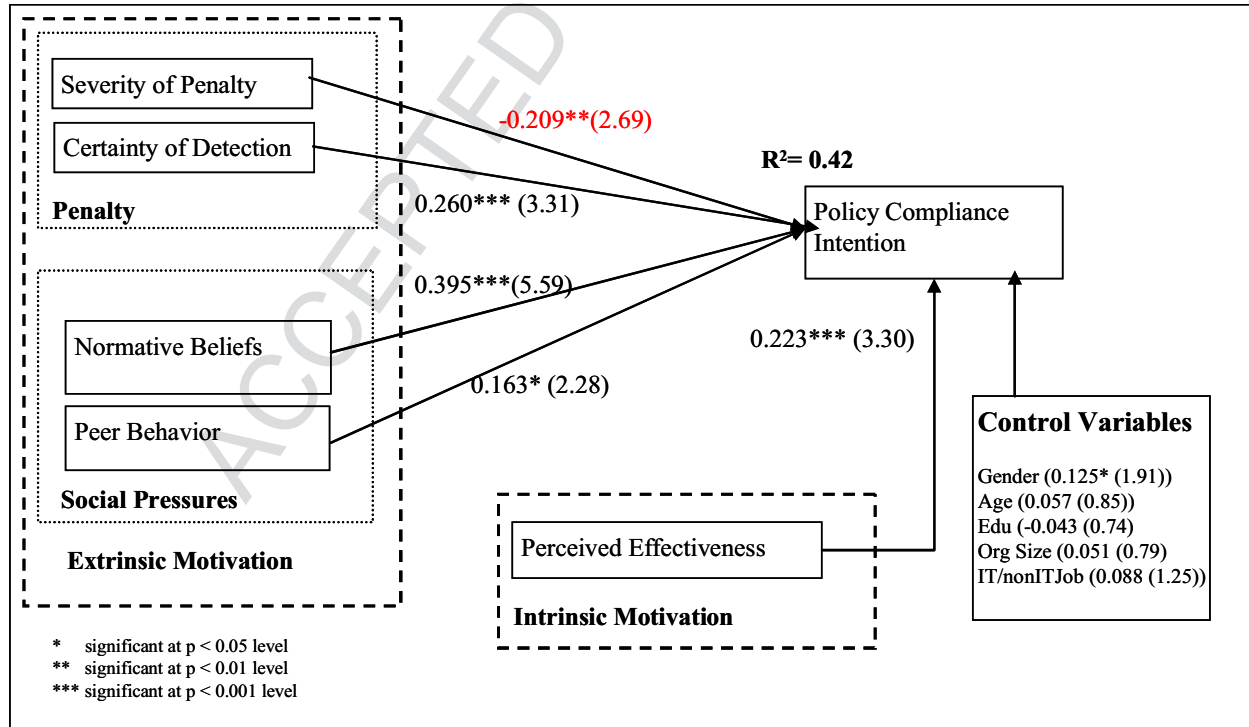 Severity of Penalty
-0.209**(2.69)
Certainty of Detection
R²= 0.42
0.260*** (3.31)
Penalty
Policy Compliance
Intention
0.395***(5.59)
Normative Beliefs
0.223*** (3.30)
0.163* (2.28)
Peer Behavior
Social Pressures
Extrinsic Motivation
Control Variables
Gender (0.125* (1.91))
Age (0.057 (0.85))
Edu (-0.043 (0.74)
Org Size (0.051 (0.79)
IT/nonITJob (0.088 (1.25))
Perceived Effectiveness
Intrinsic Motivation
* significant at p < 0.05 level
** significant at p < 0.01 level
*** significant at p < 0.001 level
ACCEPTED